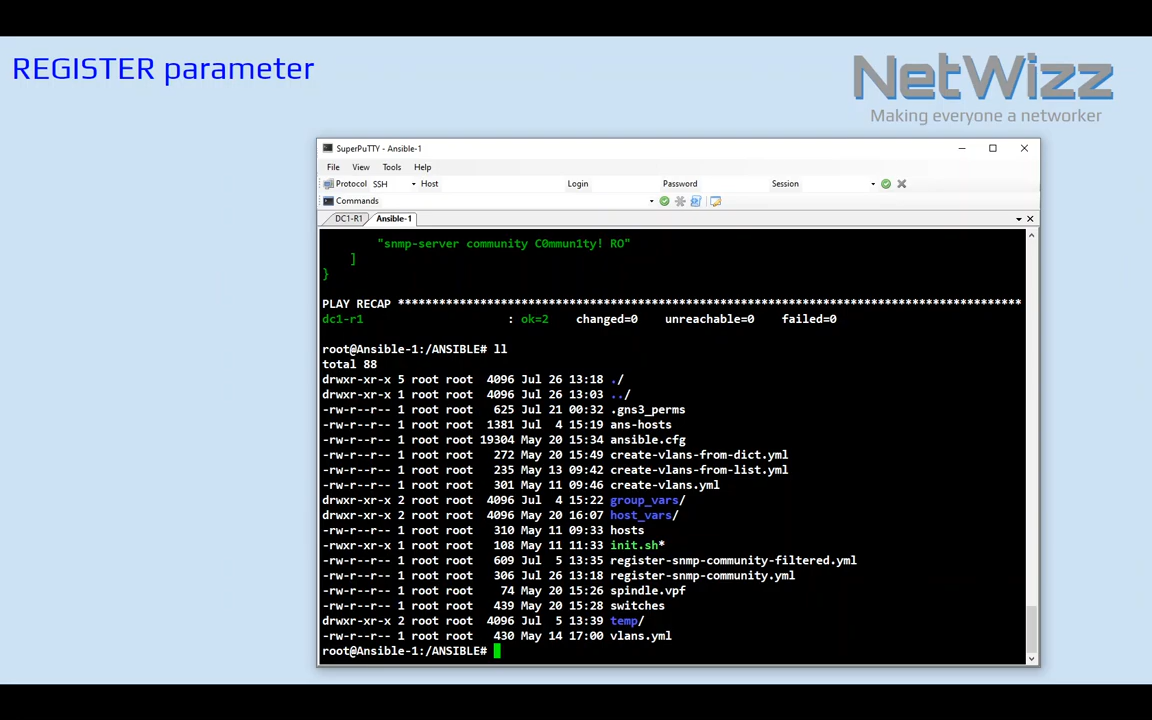 REGISTER parameter
NetWizz
Making everyone a networker
SuperPuTTY - Ansible-1
File View Tools Help
Protocol SSH Host Login Password Session
Commands
DC1-R1 Ansible-1
"snmp-server community C0mmun1ty! RO"
]
}
PLAY RECAP *********************************************************************************************
dc1-r1 : ok=2 changed=0 unreachable=0 failed=0
root@Ansible-1:/ANSIBLE# ll
total 88
drwxr-xr-x 5 root root 4096 Jul 26 13:18 ./
drwxr-xr-x 1 root root 4096 Jul 26 13:03 ../
-rw-r--r-- 1 root root 625 Jul 21 00:32 .gns3_perms
-rw-r--r-- 1 root root 1381 Jul 4 15:19 ans-hosts
-rw-r--r-- 1 root root 19304 May 20 15:34 ansible.cfg
-rw-r--r-- 1 root root 272 May 20 15:49 create-vlans-from-dict.yml
-rw-r--r-- 1 root root 235 May 13 09:42 create-vlans-from-list.yml
-rw-r--r-- 1 root root 301 May 11 09:46 create-vlans.yml
drwxr-xr-x 2 root root 4096 Jul 4 15:22 group_vars/
drwxr-xr-x 2 root root 4096 May 20 16:07 host_vars/
-rw-r--r-- 1 root root 310 May 11 09:33 hosts
-rwxr-xr-x 1 root root 108 May 11 11:33 init.sh*
-rw-r--r-- 1 root root 609 Jul 5 13:35 register-snmp-community-filtered.yml
-rw-r--r-- 1 root root 306 Jul 26 13:18 register-snmp-community.yml
-rw-r--r-- 1 root root 74 May 20 15:26 spindle.vpf
-rw-r--r-- 1 root root 439 May 20 15:28 switches
drwxr-xr-x 2 root root 4096 Jul 5 13:39 temp/
-rw-r--r-- 1 root root 430 May 14 17:00 vlans.yml
root@Ansible-1:/ANSIBLE#